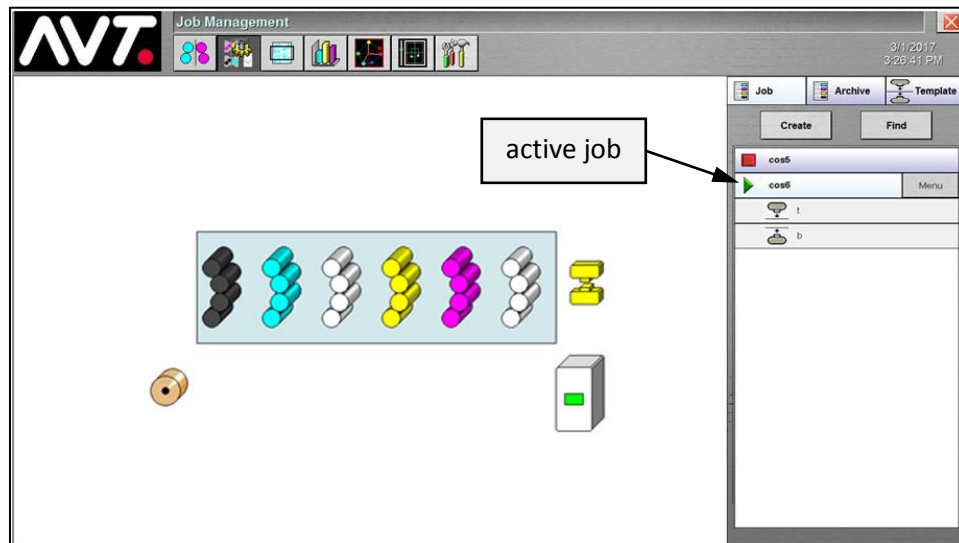 AVT.
Job Management
3/1/2017
3:26:41 PM
Job
Archive
Template
Create
Find
active job
cos5
cos6
Menu
t
b